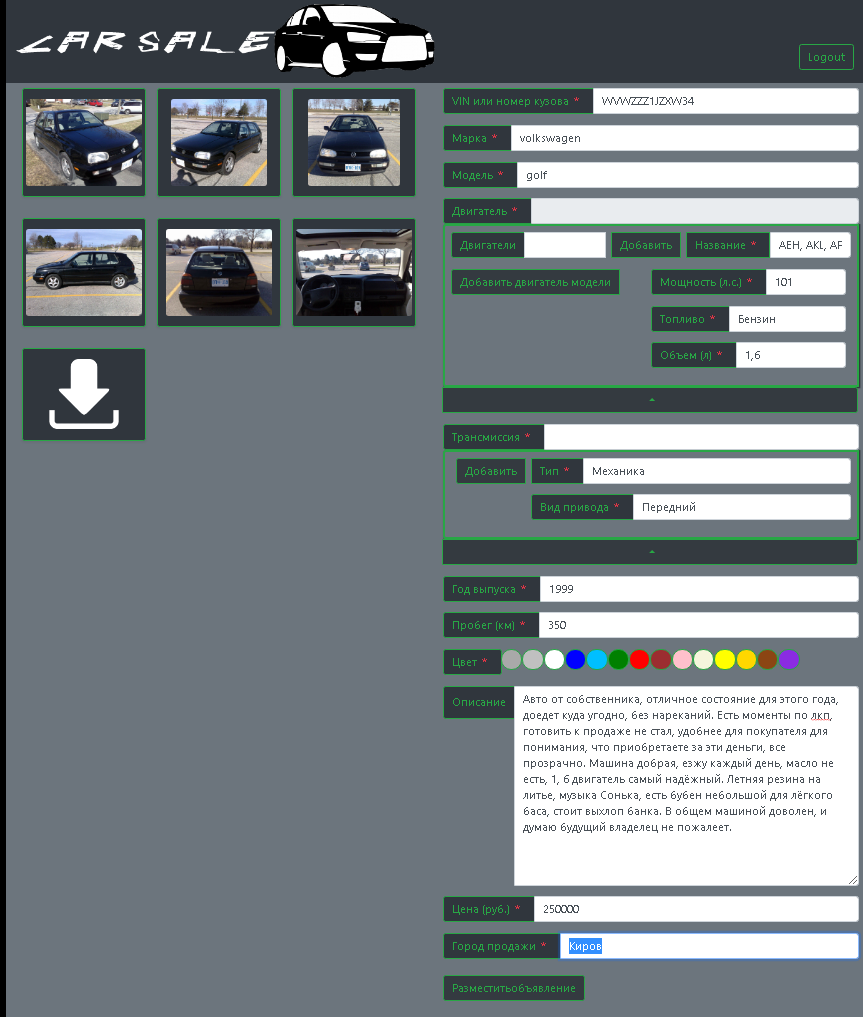 CAR SALE
Logout
VIN или номер кузова * WVWZZZ1JZXW34
Марка * volkswagen
Модель * golf
Двигатель *
Двигатели Добавить Название * AEH, AKL, AP
Добавить двигатель модели Мощность (л.с.) * 101
Топливо * Бензин
Объем (л) * 1,6
Трансмиссия *
Добавить Тип * Механика
Вид привода * Передний
Год выпуска * 1999
Пробег (км) * 350
Цвет *
Описание
Авто от собственника, отличное состояние для этого года,
доедет куда угодно, без нареканий. Есть моменты по лкп,
готовить к продаже не стал, удобнее для покупателя для
понимания, что приобретаете за эти деньги, все
прозрачно. Машина добрая, езжу каждый день, масло не
есть, 1, 6 двигатель самый надёжный. Летняя резина на
литье, музыка Сонька, есть бубен небольшой для лёгкого
баса, стоит выхлоп банка. В общем машиной доволен, и
думаю будущий владелец не пожалеет.
Цена (руб.) * 250000
Город продажи * Киров
Разместитьобъявление